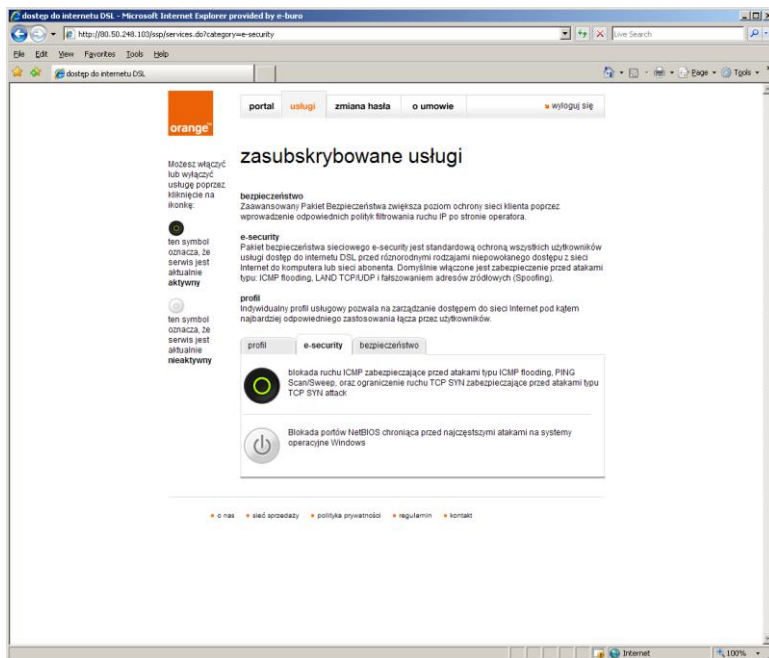 dostęp do internetu DSL - Microsoft Internet Explorer provided by e-buro
http://80.50.248.103/ssp/services.do?category=e-security
Live Search
File Edit View Favorites Tools Help
dostęp do internetu DSL
Page Tools
orange™
portal usługi zmiana hasła o umowie wyloguj się
zasubskrybowane usługi
Możesz włączyć
lub wyłączyć
usługę poprzez
kliknięcie na
ikonkę:
ten symbol
oznacza, że
serwis jest
aktualnie
aktywny
ten symbol
oznacza, że
serwis jest
aktualnie
nieaktywny
bezpieczeństwo
Zaawansowany Pakiet Bezpieczeństwa zwiększa poziom ochrony sieci klienta poprzez
wprowadzenie odpowiednich polityk filtrowania ruchu IP po stronie operatora.
e-security
Pakiet bezpieczeństwa sieciowego e-security jest standardową ochroną wszystkich użytkowników
usługi dostęp do internetu DSL przed różnorodnymi rodzajami niepowołanego dostępu z sieci
Internet do komputera lub sieci abonenta. Domyślnie włączone jest zabezpieczenie przed atakami
typu: ICMP flooding, LAND TCP/UDP i fałszowaniem adresów źródłowych (Spoofing).
profil
Indywidualny profil usługowy pozwala na zarządzanie dostępem do sieci Internet pod kątem
najbardziej odpowiedniego zastosowania łącza przez użytkowników.
profil e-security bezpieczeństwo
blokada ruchu ICMP zabezpieczające przed atakami typu ICMP flooding, PING
Scan/Sweep, oraz ograniczenie ruchu TCP SYN zabezpieczające przed atakami typu
TCP SYN attack
Blokada portów NetBIOS chroniąca przed najczęstszymi atakami na systemy
operacyjne Windows
o nas sieć sprzedaży polityka prywatności regulamin kontakt
Internet 100%